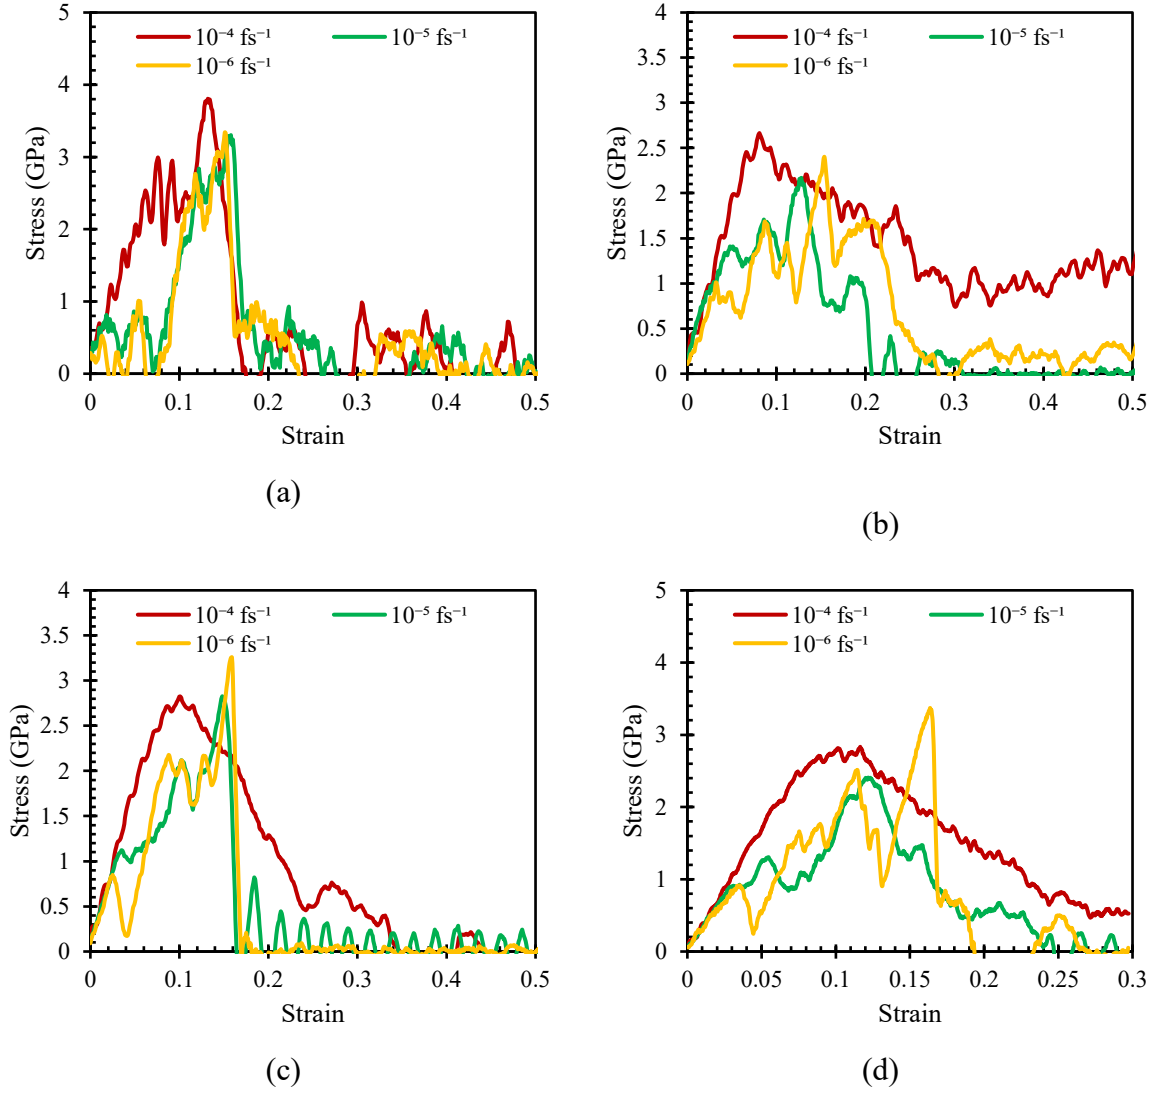 5
4
3
2
1
0
0
0.1
0.2
0.3
0.4
0.5
Stress (GPa)
Strain
10⁻⁴ fs⁻¹
10⁻⁵ fs⁻¹
10⁻⁶ fs⁻¹
(a)
4
3.5
3
2.5
2
1.5
1
0.5
0
0
0.1
0.2
0.3
0.4
0.5
Stress (GPa)
Strain
10⁻⁴ fs⁻¹
10⁻⁵ fs⁻¹
10⁻⁶ fs⁻¹
(b)
4
3.5
3
2.5
2
1.5
1
0.5
0
0
0.1
0.2
0.3
0.4
0.5
Stress (GPa)
Strain
10⁻⁴ fs⁻¹
10⁻⁵ fs⁻¹
10⁻⁶ fs⁻¹
(c)
5
4
3
2
1
0
0
0.05
0.1
0.15
0.2
0.25
0.3
Stress (GPa)
Strain
10⁻⁴ fs⁻¹
10⁻⁵ fs⁻¹
10⁻⁶ fs⁻¹
(d)